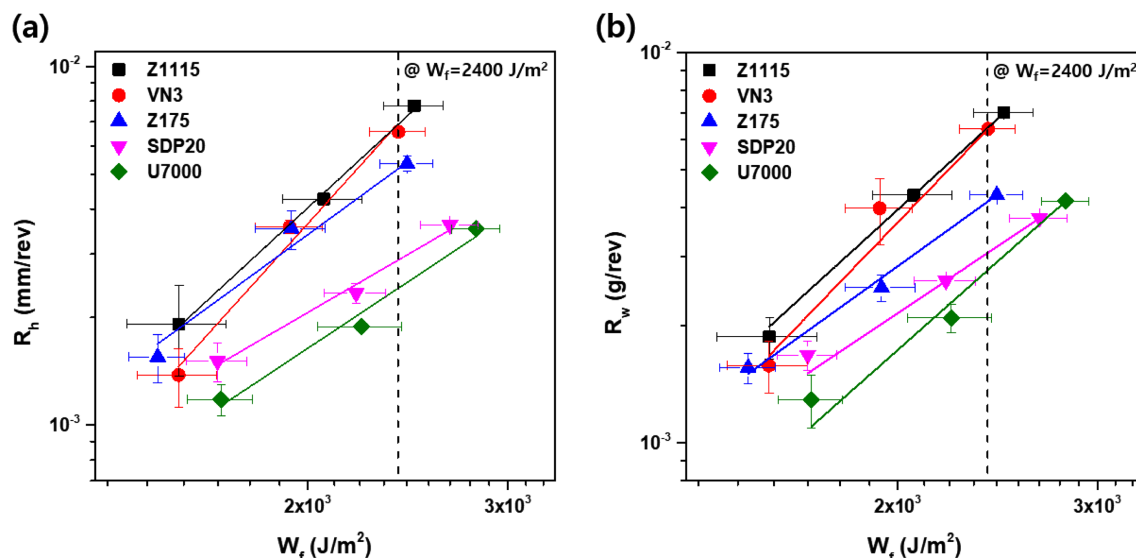 (a)
10⁻²
10⁻³
R_h (mm/rev)
Z1115
VN3
Z175
SDP20
U7000
@ W_f=2400 J/m²
2x10³
3x10³
W_f (J/m²)
(b)
10⁻²
10⁻³
R_w (g/rev)
Z1115
VN3
Z175
SDP20
U7000
@ W_f=2400 J/m²
2x10³
3x10³
W_f (J/m²)